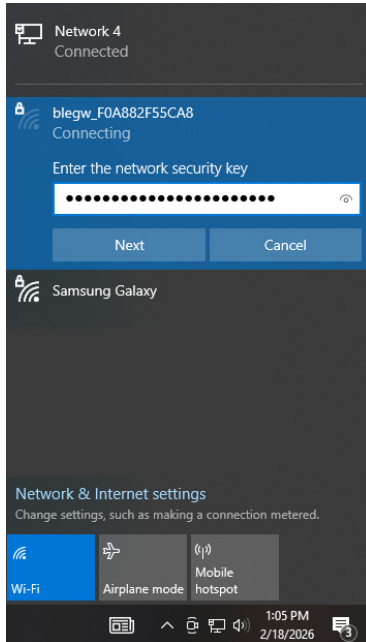 Network 4
Connected
blegw_F0A882F55CA8
Connecting
Enter the network security key
●●●●●●●●●●●●●●●●●●●●●●●
Next
Cancel
Samsung Galaxy
Network & Internet settings
Change settings, such as making a connection metered.
Wi-Fi
Airplane mode
Mobile
hotspot
1:05 PM
2/18/2026
3